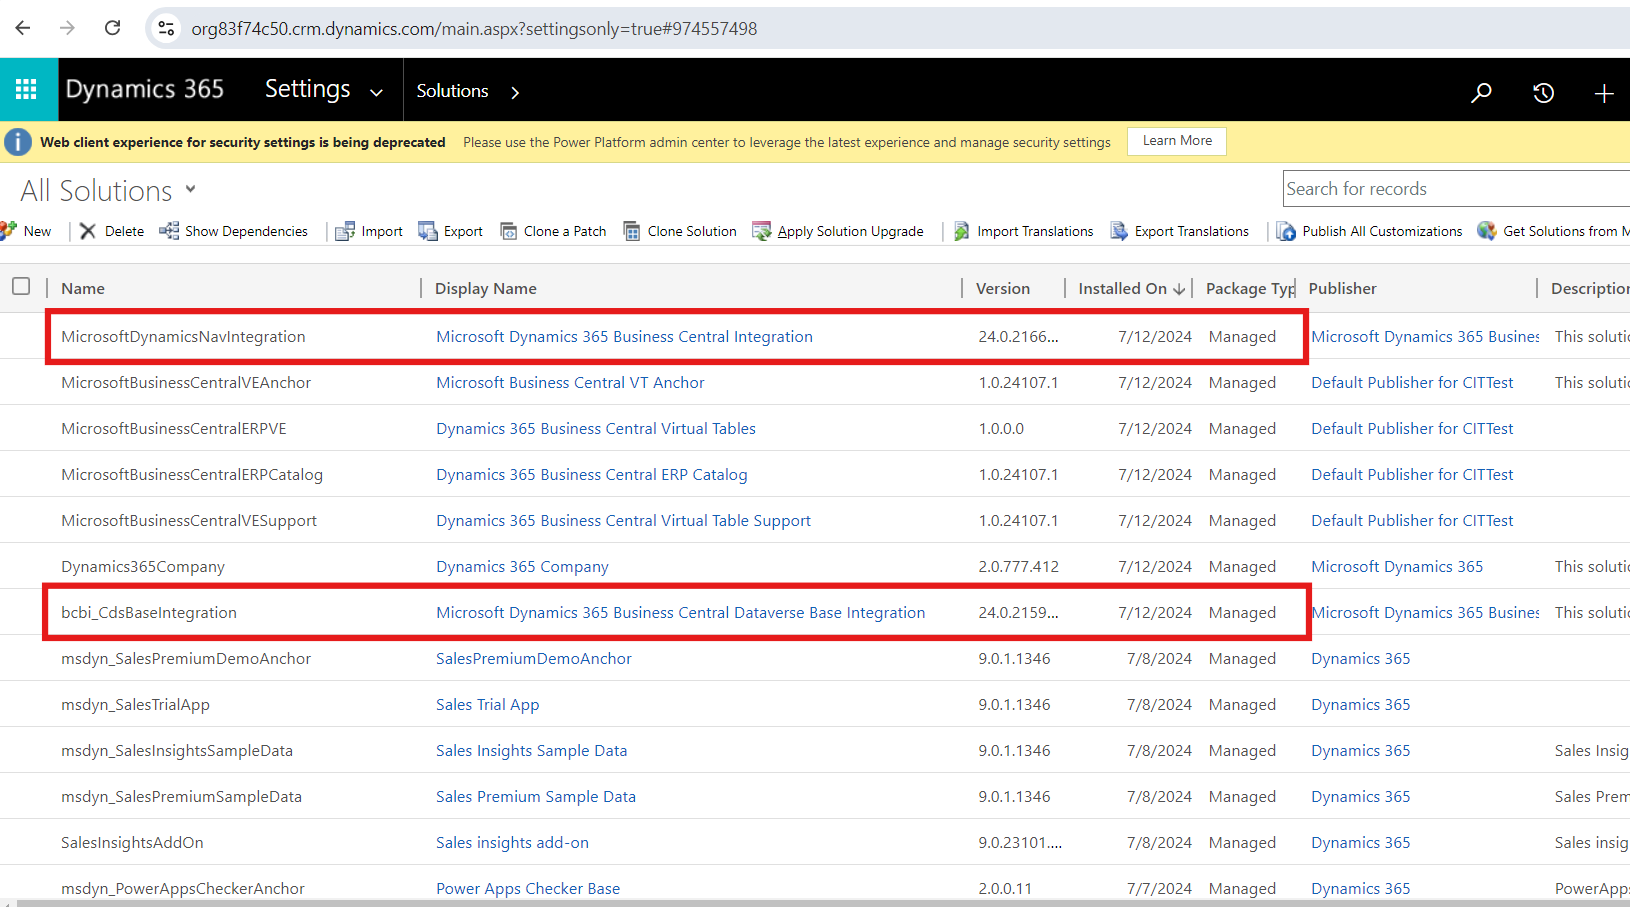 org83f74c50.crm.dynamics.com/main.aspx?settingsonly=true#974557498
Dynamics 365 Settings Solutions
Web client experience for security settings is being deprecated Please use the Power Platform admin center to leverage the latest experience and manage security settings Learn More
All Solutions Search for records
New Delete Show Dependencies Import Export Clone a Patch Clone Solution Apply Solution Upgrade Import Translations Export Translations Publish All Customizations Get Solutions from M
Name Display Name Version Installed On Package Typ Publisher Description
MicrosoftDynamicsNavIntegration Microsoft Dynamics 365 Business Central Integration 24.0.2166... 7/12/2024 Managed Microsoft Dynamics 365 Busines This soluti
MicrosoftBusinessCentralVEAnchor Microsoft Business Central VT Anchor 1.0.24107.1 7/12/2024 Managed Default Publisher for CITTest This soluti
MicrosoftBusinessCentralERPVE Dynamics 365 Business Central Virtual Tables 1.0.0.0 7/12/2024 Managed Default Publisher for CITTest
MicrosoftBusinessCentralERPCatalog Dynamics 365 Business Central ERP Catalog 1.0.24107.1 7/12/2024 Managed Default Publisher for CITTest
MicrosoftBusinessCentralVESupport Dynamics 365 Business Central Virtual Table Support 1.0.24107.1 7/12/2024 Managed Default Publisher for CITTest
Dynamics365Company Dynamics 365 Company 2.0.777.412 7/12/2024 Managed Microsoft Dynamics 365 This soluti
bcbi_CdsBaseIntegration Microsoft Dynamics 365 Business Central Dataverse Base Integration 24.0.2159... 7/12/2024 Managed Microsoft Dynamics 365 Busines This soluti
msdyn_SalesPremiumDemoAnchor SalesPremiumDemoAnchor 9.0.1.1346 7/8/2024 Managed Dynamics 365
msdyn_SalesTrialApp Sales Trial App 9.0.1.1346 7/8/2024 Managed Dynamics 365
msdyn_SalesInsightsSampleData Sales Insights Sample Data 9.0.1.1346 7/8/2024 Managed Dynamics 365 Sales Insig
msdyn_SalesPremiumSampleData Sales Premium Sample Data 9.0.1.1346 7/8/2024 Managed Dynamics 365 Sales Prem
SalesInsightsAddOn Sales insights add-on 9.0.23101.... 7/8/2024 Managed Dynamics 365 Sales insig
msdyn_PowerAppsCheckerAnchor Power Apps Checker Base 2.0.0.11 7/7/2024 Managed Dynamics 365 PowerApps